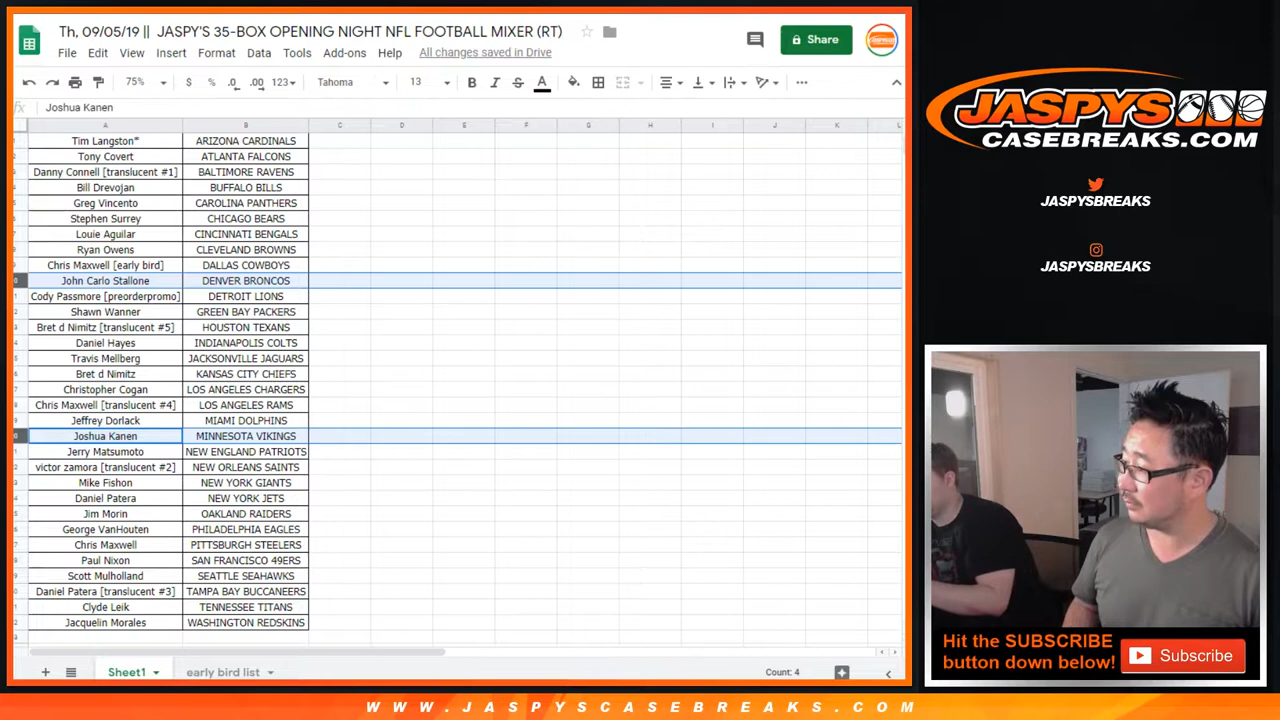 Th, 09/05/19 || JASPY'S 35-BOX OPENING NIGHT NFL FOOTBALL MIXER (RT)
File Edit View Insert Format Data Tools Add-ons Help All changes saved in Drive
Share
75% $ % .0 .00 123 Tahoma 13 B I S A
fx Joshua Kanen
A B C D E F G H I J K L
Tim Langston* ARIZONA CARDINALS
Tony Covert ATLANTA FALCONS
Danny Connell [translucent #1] BALTIMORE RAVENS
Bill Drevojan BUFFALO BILLS
Greg Vincento CAROLINA PANTHERS
Stephen Surrey CHICAGO BEARS
Louie Aguilar CINCINNATI BENGALS
Ryan Owens CLEVELAND BROWNS
Chris Maxwell [early bird] DALLAS COWBOYS
John Carlo Stallone DENVER BRONCOS
Cody Passmore [preorderpromo] DETROIT LIONS
Shawn Wanner GREEN BAY PACKERS
Bret d Nimitz [translucent #5] HOUSTON TEXANS
Daniel Hayes INDIANAPOLIS COLTS
Travis Mellberg JACKSONVILLE JAGUARS
Bret d Nimitz KANSAS CITY CHIEFS
Christopher Cogan LOS ANGELES CHARGERS
Chris Maxwell [translucent #4] LOS ANGELES RAMS
Jeffrey Dorlack MIAMI DOLPHINS
Joshua Kanen MINNESOTA VIKINGS
Jerry Matsumoto NEW ENGLAND PATRIOTS
victor zamora [translucent #2] NEW ORLEANS SAINTS
Mike Fishon NEW YORK GIANTS
Daniel Patera NEW YORK JETS
Jim Morin OAKLAND RAIDERS
George VanHouten PHILADELPHIA EAGLES
Chris Maxwell PITTSBURGH STEELERS
Paul Nixon SAN FRANCISCO 49ERS
Scott Mulholland SEATTLE SEAHAWKS
Daniel Patera [translucent #3] TAMPA BAY BUCCANEERS
Clyde Leik TENNESSEE TITANS
Jacquelin Morales WASHINGTON REDSKINS
Sheet1 early bird list Count: 4
JASPYS
CASEBREAKS.COM
JASPYSBREAKS
JASPYSBREAKS
Hit the SUBSCRIBE
button down below!
Subscribe
WWW.JASPYSCASEBREAKS.COM